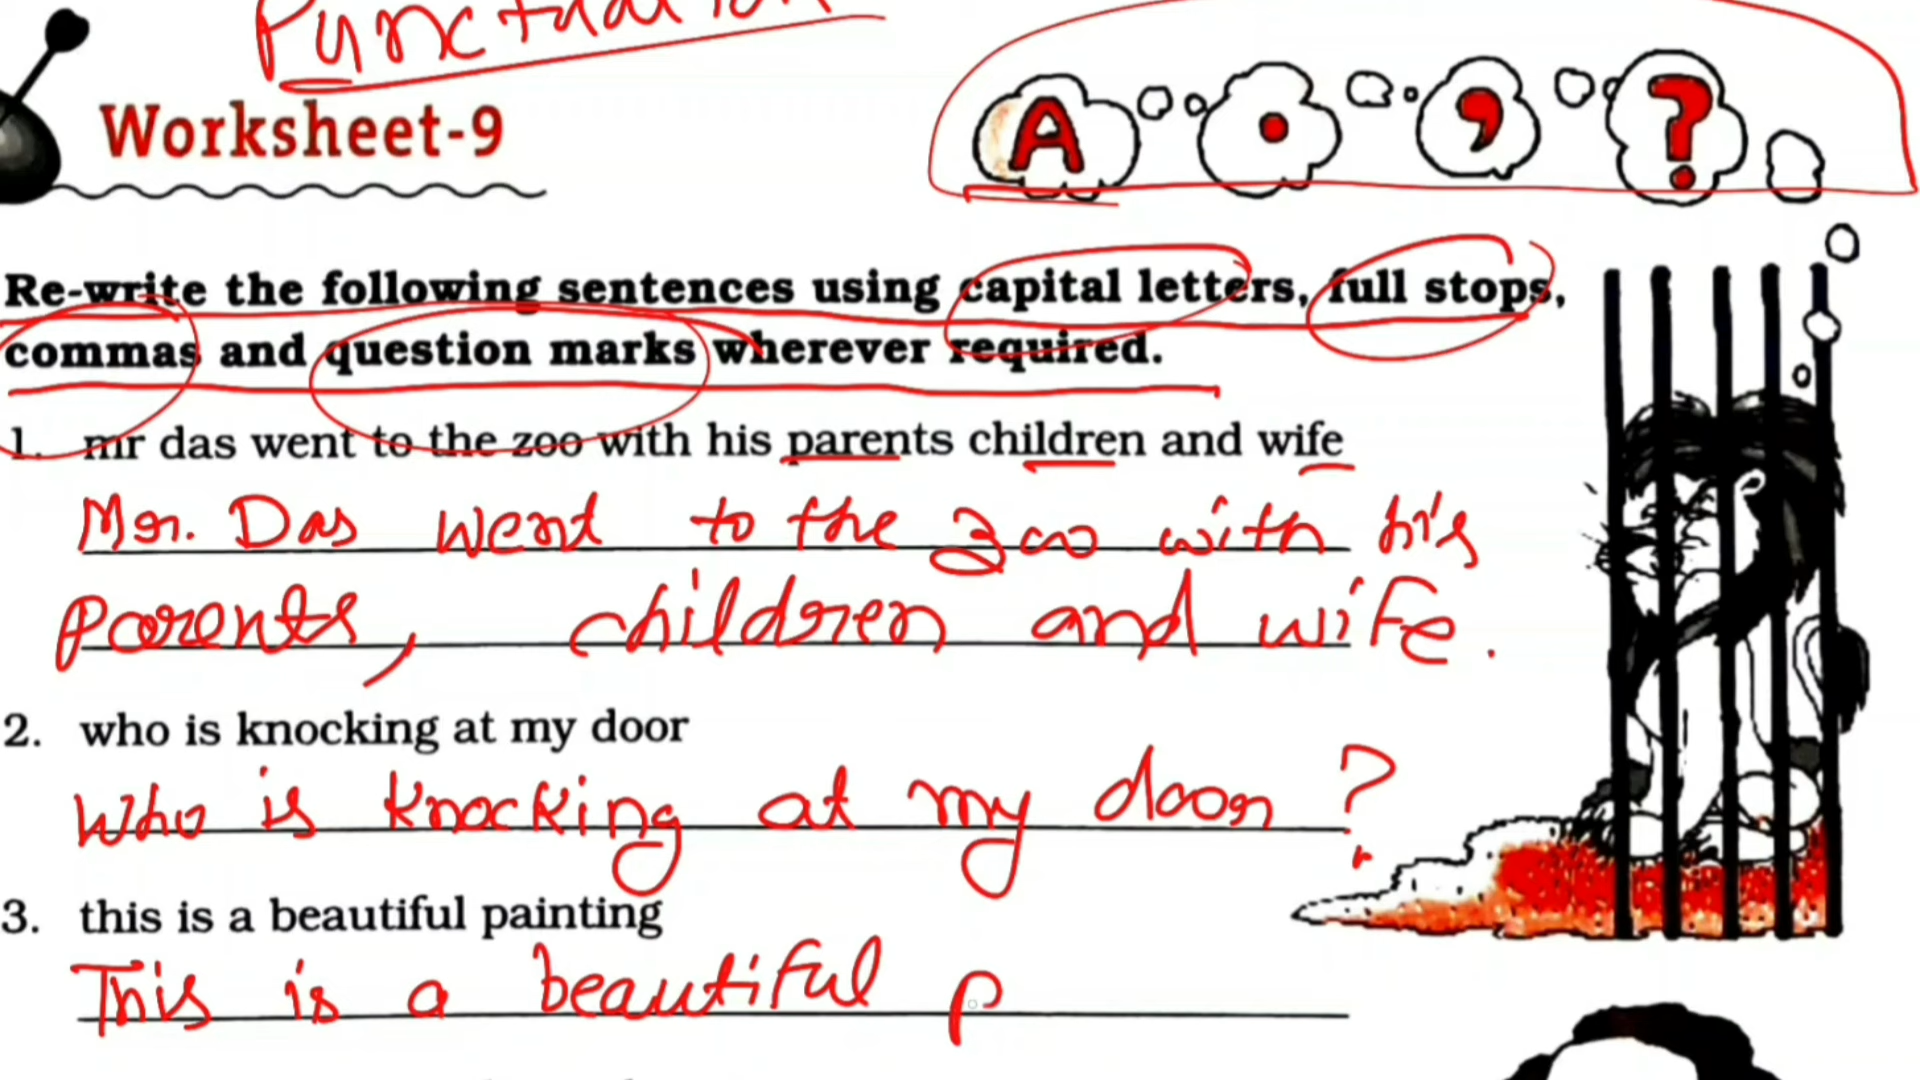 Punctuation
Worksheet-9
A . , ?
Re-write the following sentences using capital letters, full stops,
commas and question marks wherever required.
1. mr das went to the zoo with his parents children and wife
Mr. Das went to the zoo with his
parents, children and wife.
2. who is knocking at my door
Who is knocking at my door ?
3. this is a beautiful painting
This is a beautiful p